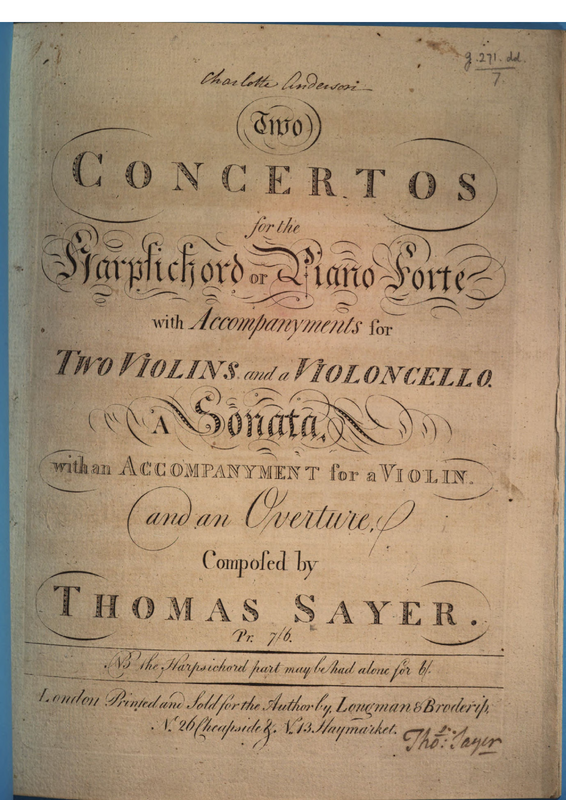 g.271.dd.
7.
Charlotte Anderson
Two
CONCERTOS
for the
Harpsichord or Piano Forte
with Accompanyments for
TWO VIOLINS and a VIOLONCELLO.
A Sonata,
with an ACCOMPANYMENT for a VIOLIN.
and an Overture,
Compoſed by
THOMAS SAYER.
Pr. 7/6.
NB the Harpsichord part may be had alone for 6/.
London Printed and Sold for the Author by, Longman & Broderip,
No. 26 Cheapside & No. 13 Haymarket.
Thos: Sayer